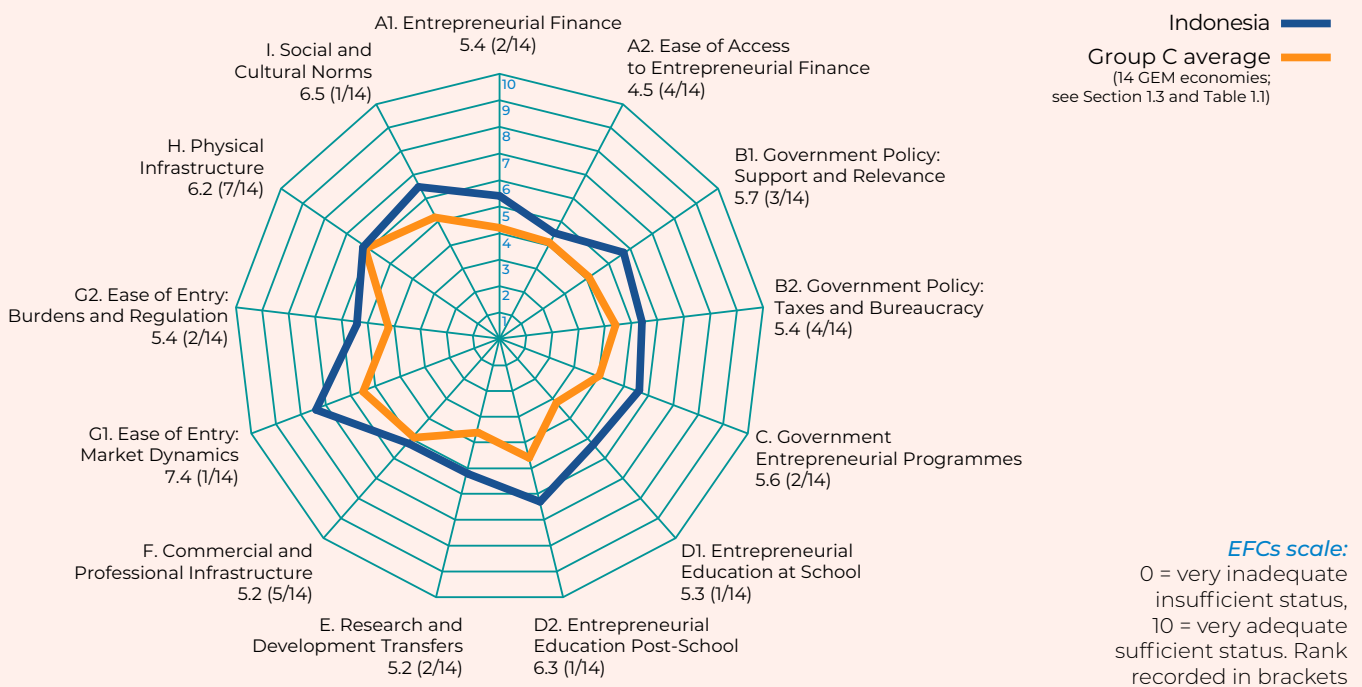 A1. Entrepreneurial Finance
5.4 (2/14)
A2. Ease of Access
to Entrepreneurial Finance
4.5 (4/14)
B1. Government Policy:
Support and Relevance
5.7 (3/14)
B2. Government Policy:
Taxes and Bureaucracy
5.4 (4/14)
C. Government
Entrepreneurial Programmes
5.6 (2/14)
D1. Entrepreneurial
Education at School
5.3 (1/14)
D2. Entrepreneurial
Education Post-School
6.3 (1/14)
E. Research and
Development Transfers
5.2 (2/14)
F. Commercial and
Professional Infrastructure
5.2 (5/14)
G1. Ease of Entry:
Market Dynamics
7.4 (1/14)
G2. Ease of Entry:
Burdens and Regulation
5.4 (2/14)
H. Physical
Infrastructure
6.2 (7/14)
I. Social and
Cultural Norms
6.5 (1/14)
10
9
8
7
6
5
4
3
2
1
Indonesia
Group C average
(14 GEM economies;
see Section 1.3 and Table 1.1)
EFCs scale:
0 = very inadequate
insufficient status,
10 = very adequate
sufficient status. Rank
recorded in brackets